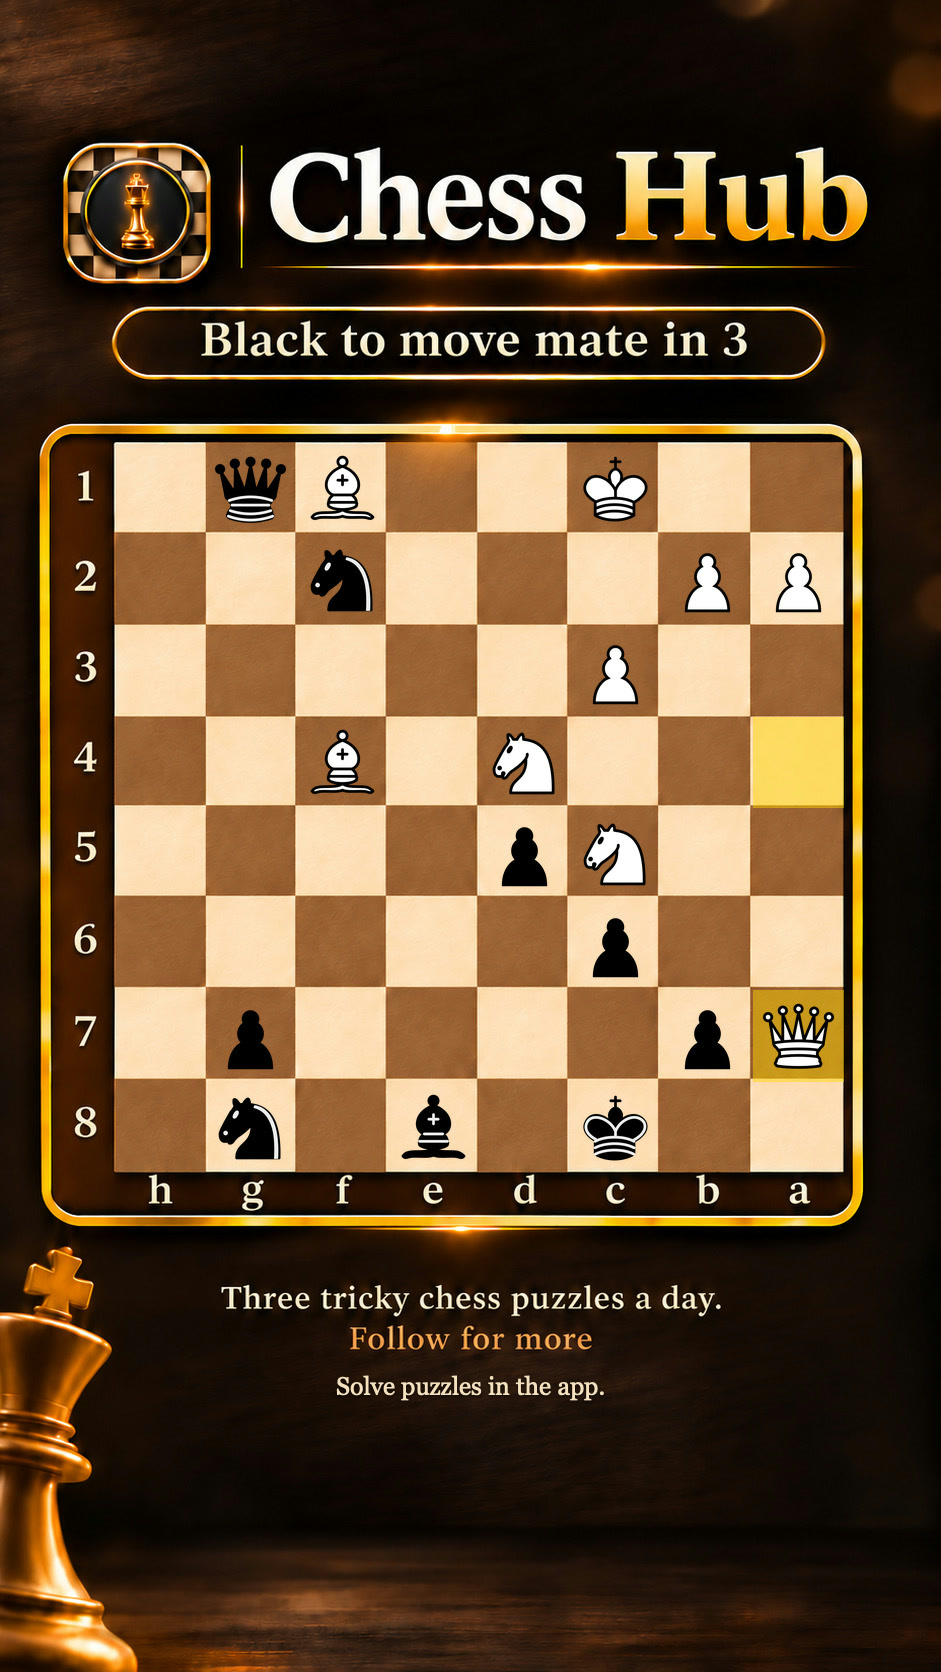 Chess Hub
Black to move mate in 3
1
2
3
4
5
6
7
8
h g f e d c b a
Three tricky chess puzzles a day.
Follow for more
Solve puzzles in the app.